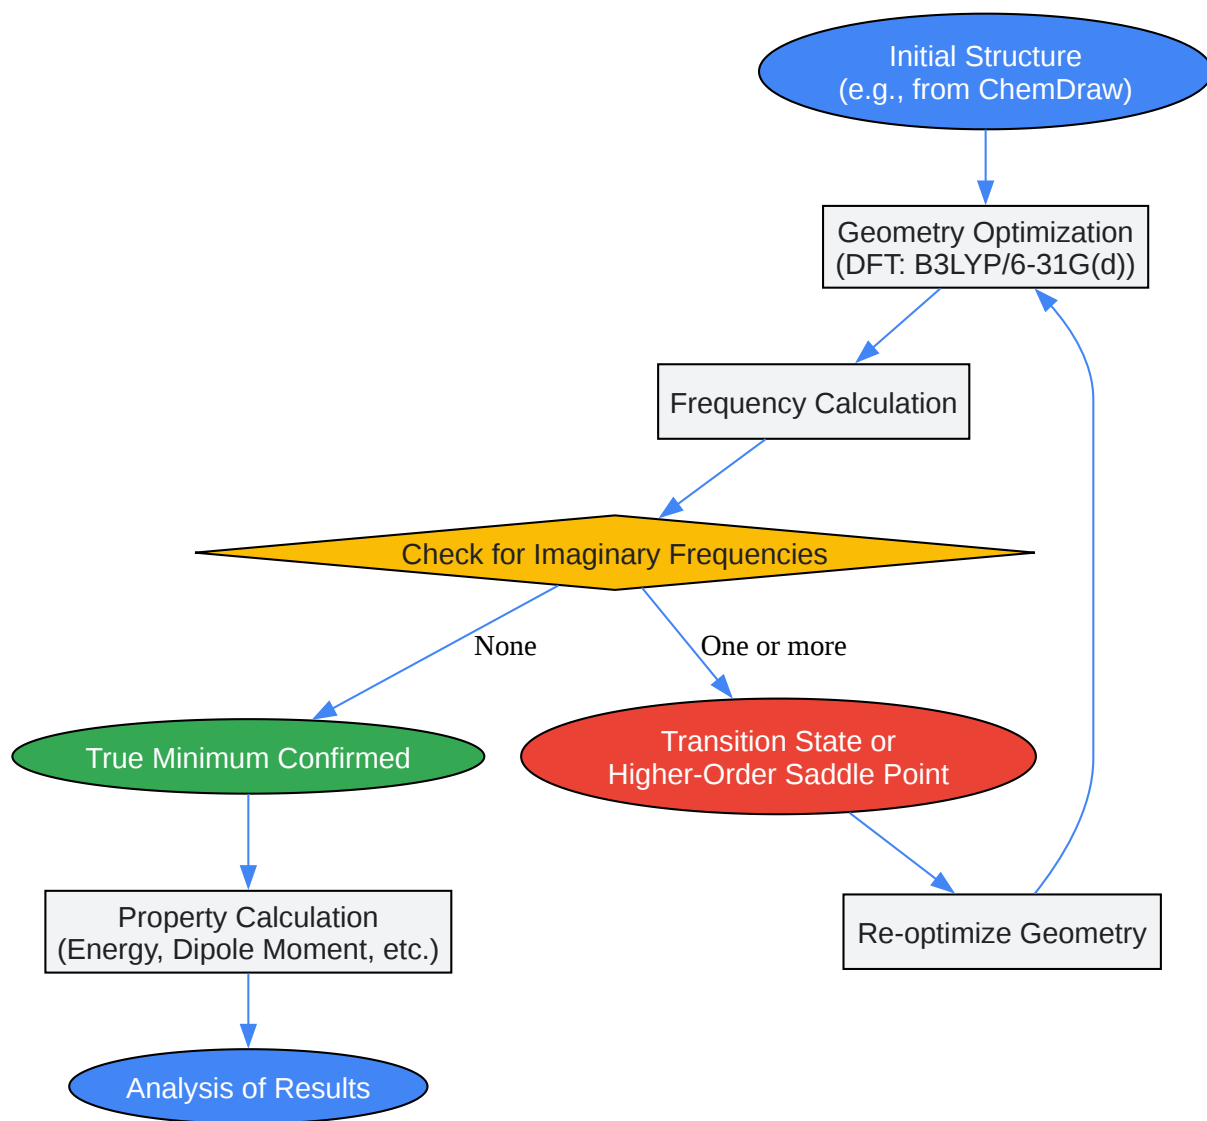 Initial Structure
(e.g., from ChemDraw)
Geometry Optimization
(DFT: B3LYP/6-31G(d))
Frequency Calculation
Check for Imaginary Frequencies
None
One or more
True Minimum Confirmed
Transition State or
Higher-Order Saddle Point
Property Calculation
(Energy, Dipole Moment, etc.)
Re-optimize Geometry
Analysis of Results